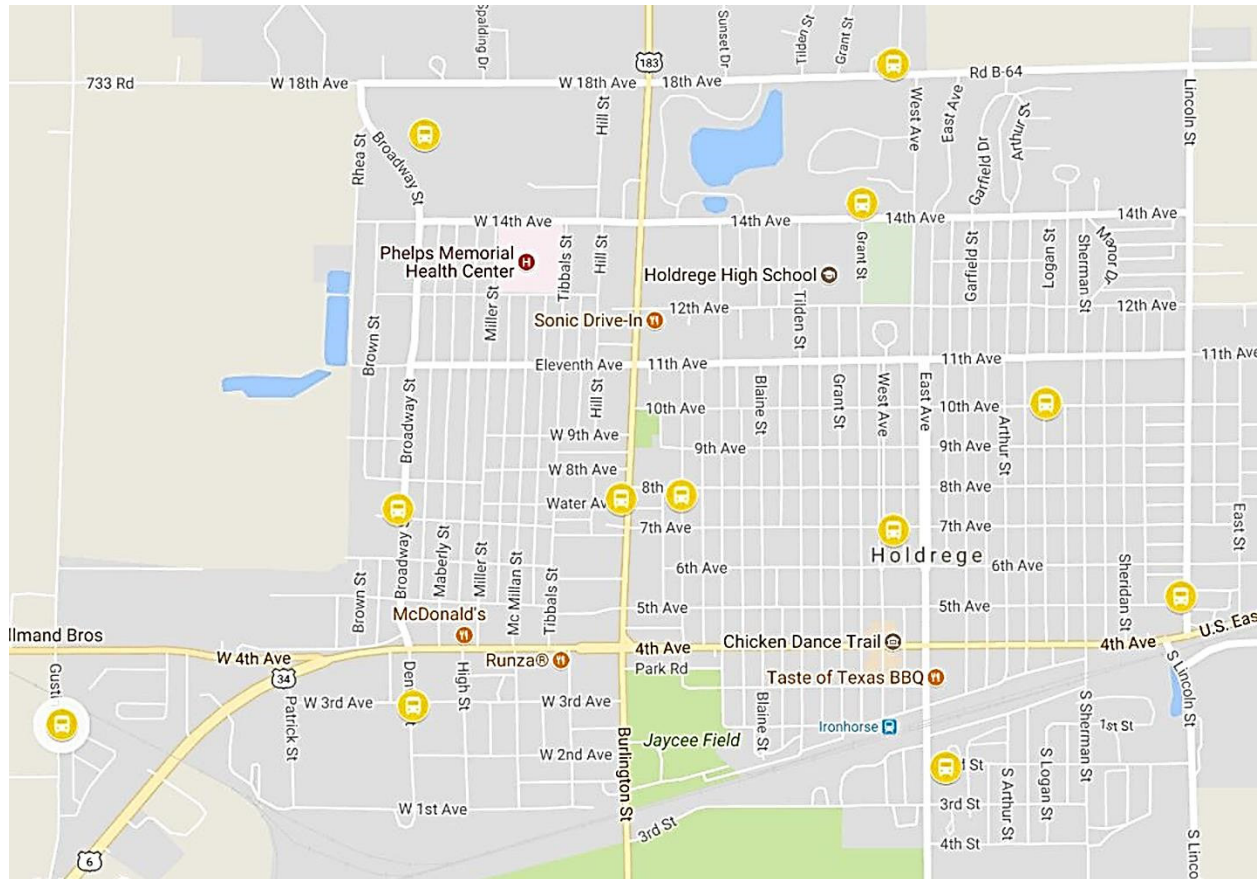 Spalding Dr
Sunset Dr
Tilden St
Grant St
183
733 Rd
W 18th Ave
W 18th Ave
18th Ave
Rd B-64
Hill St
West Ave
East Ave
Garfield Dr
Arthur St
Lincoln St
Rhea St
Broadway St
W 14th Ave
14th Ave
14th Ave
14th Ave
Phelps Memorial
Health Center
H
Tibbals St
Hill St
Miller St
Holdrege High School
Grant St
Garfield St
Logan St
Sherman St
Manor Dr
Tilden St
12th Ave
12th Ave
Sonic Drive-In
Brown St
Eleventh Ave
11th Ave
11th Ave
11th Ave
Broadway St
Hill St
Blaine St
Grant St
West Ave
East Ave
10th Ave
10th Ave
Arthur St
W 9th Ave
9th Ave
9th Ave
W 8th Ave
8th
8th Ave
Water Av
7th Ave
7th Ave
East St
Holdrege
6th Ave
6th Ave
Brown St
Broadway S
Maberly St
Miller St
Mc Millan St
Tibbals St
Sheridan St
5th Ave
5th Ave
McDonald's
llmand Bros
U.S. Eas
W 4th Ave
Runza®
4th Ave
Chicken Dance Trail
4th Ave
Park Rd
Taste of Texas BBQ
Gusti
34
Patrick St
W 3rd Ave
Den
High St
W 3rd Ave
Blaine St
Ironhorse
S Lincoln St
S Sherman St
1st St
Burlington St
Jaycee Field
W 2nd Ave
d St
S Arthur St
S Logan St
W 1st Ave
3rd St
3rd St
4th St
S Linco
6